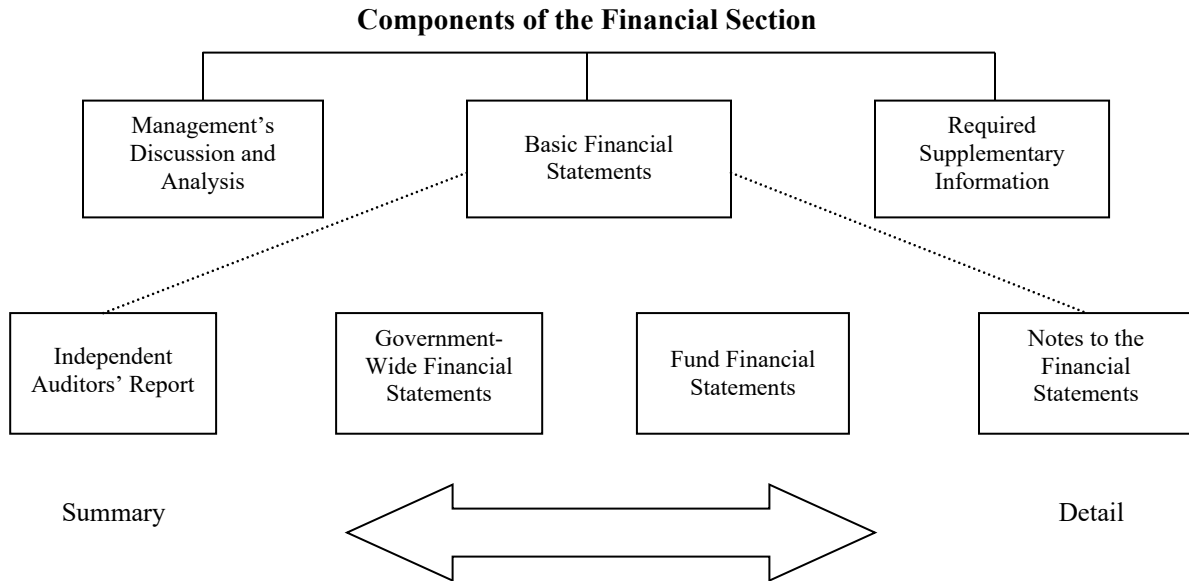 Components of the Financial Section
Management’s
Discussion and
Analysis
Basic Financial
Statements
Required
Supplementary
Information
Independent
Auditors’ Report
Government-
Wide Financial
Statements
Fund Financial
Statements
Notes to the
Financial
Statements
Summary
Detail